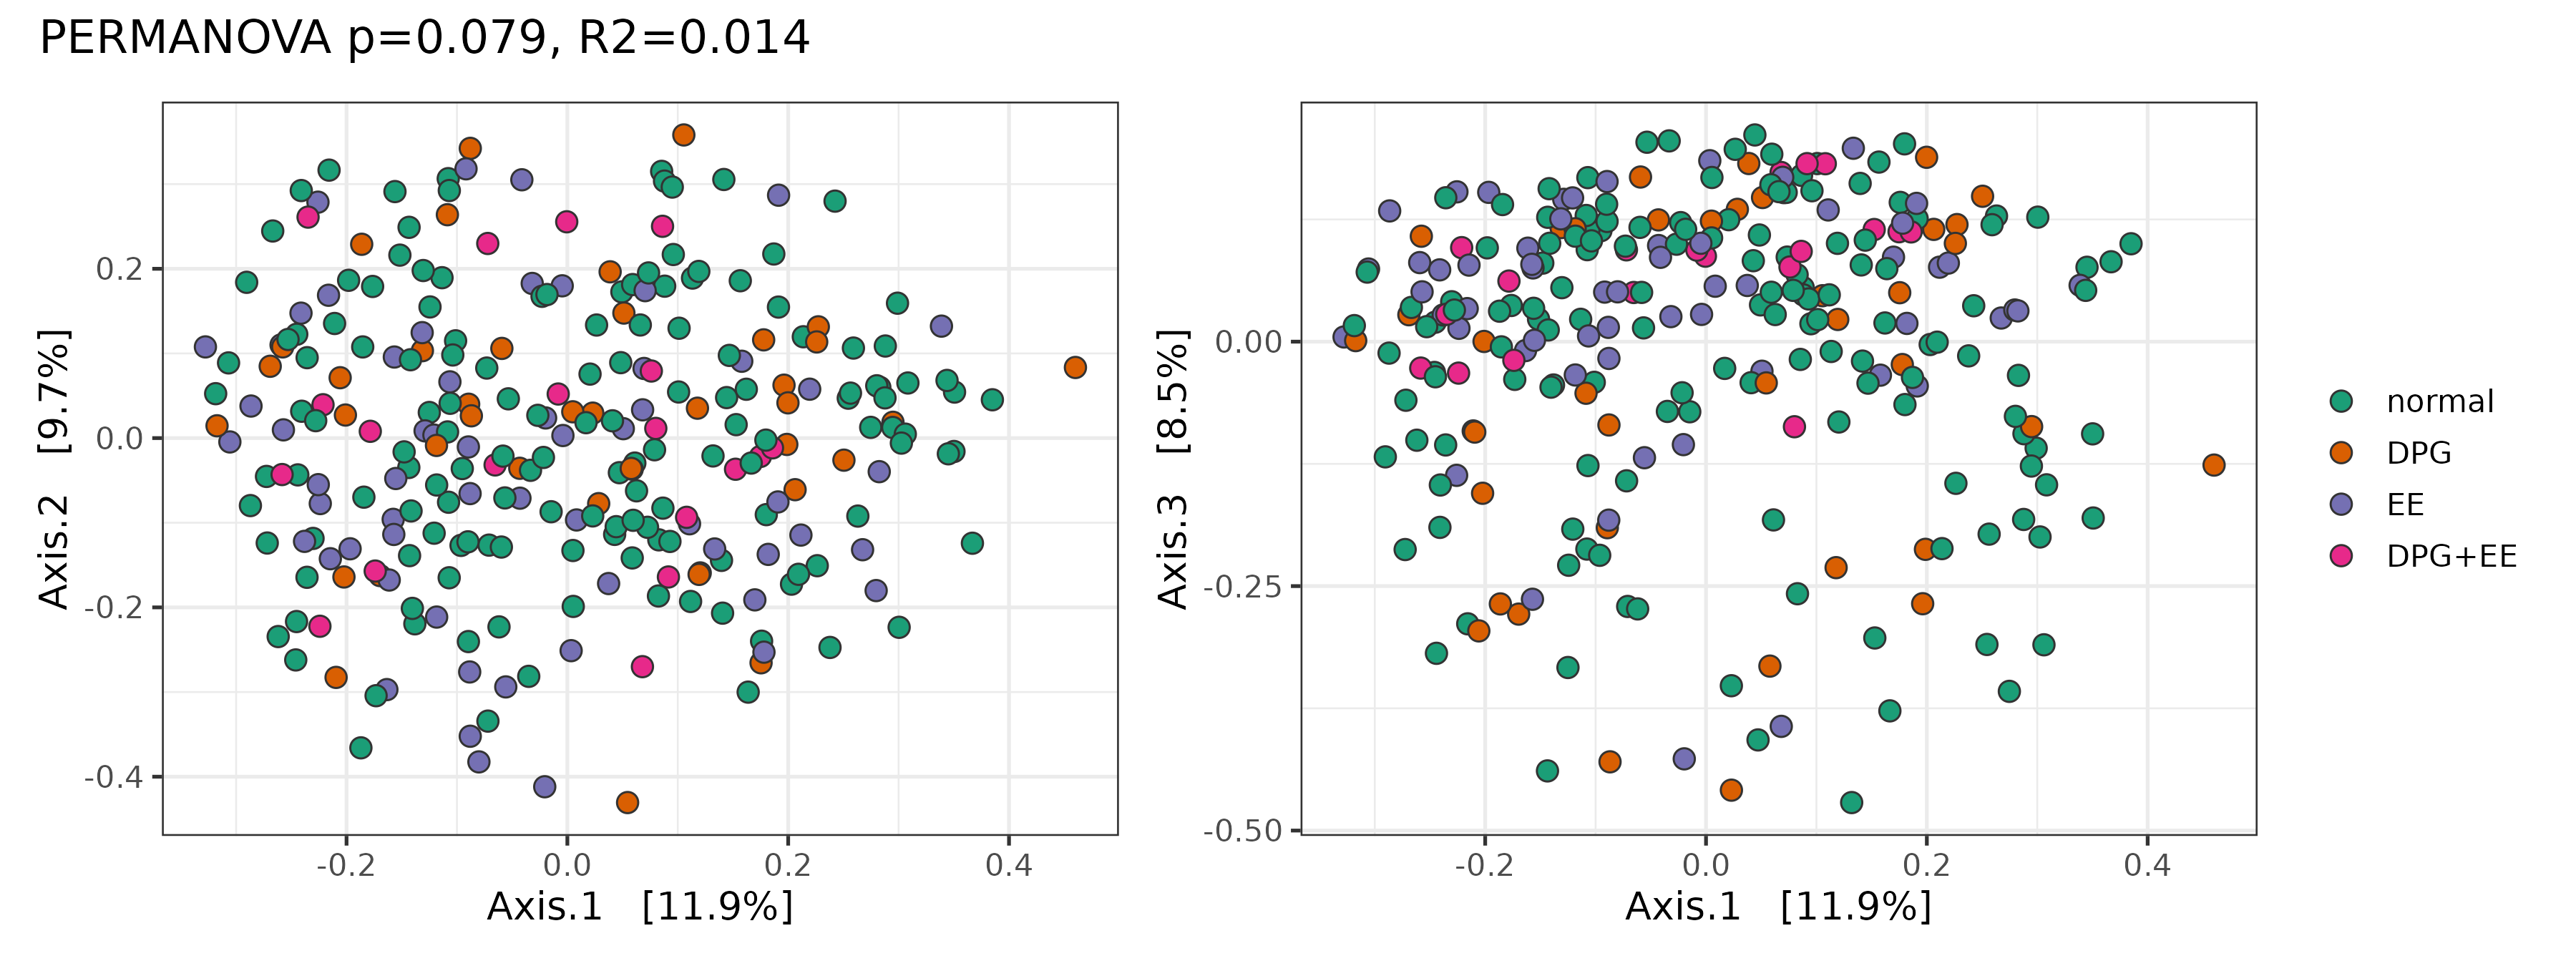 PERMANOVA p=0.079, R2=0.014
Axis.2 [9.7%]
0.2
0.0
-0.2
-0.4
-0.2 0.0 0.2 0.4
Axis.1 [11.9%]
Axis.3 [8.5%]
0.00
-0.25
-0.50
-0.2 0.0 0.2 0.4
Axis.1 [11.9%]
normal
DPG
EE
DPG+EE